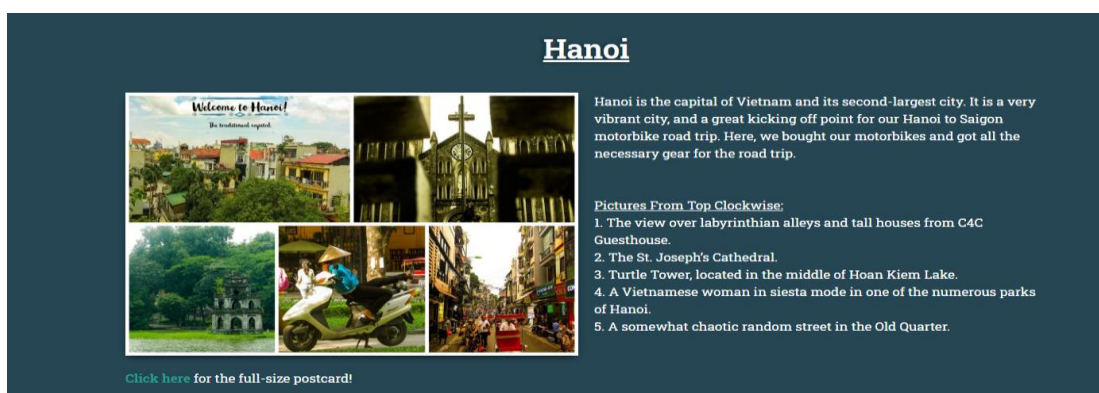 Hanoi
Welcome to Hanoi!
The traditional capital.
Hanoi is the capital of Vietnam and its second-largest city. It is a very
vibrant city, and a great kicking off point for our Hanoi to Saigon
motorbike road trip. Here, we bought our motorbikes and got all the
necessary gear for the road trip.
Pictures From Top Clockwise:
1. The view over labyrinthian alleys and tall houses from C4C
Guesthouse.
2. The St. Joseph's Cathedral.
3. Turtle Tower, located in the middle of Hoan Kiem Lake.
4. A Vietnamese woman in siesta mode in one of the numerous parks
of Hanoi.
5. A somewhat chaotic random street in the Old Quarter.
Click here for the full-size postcard!